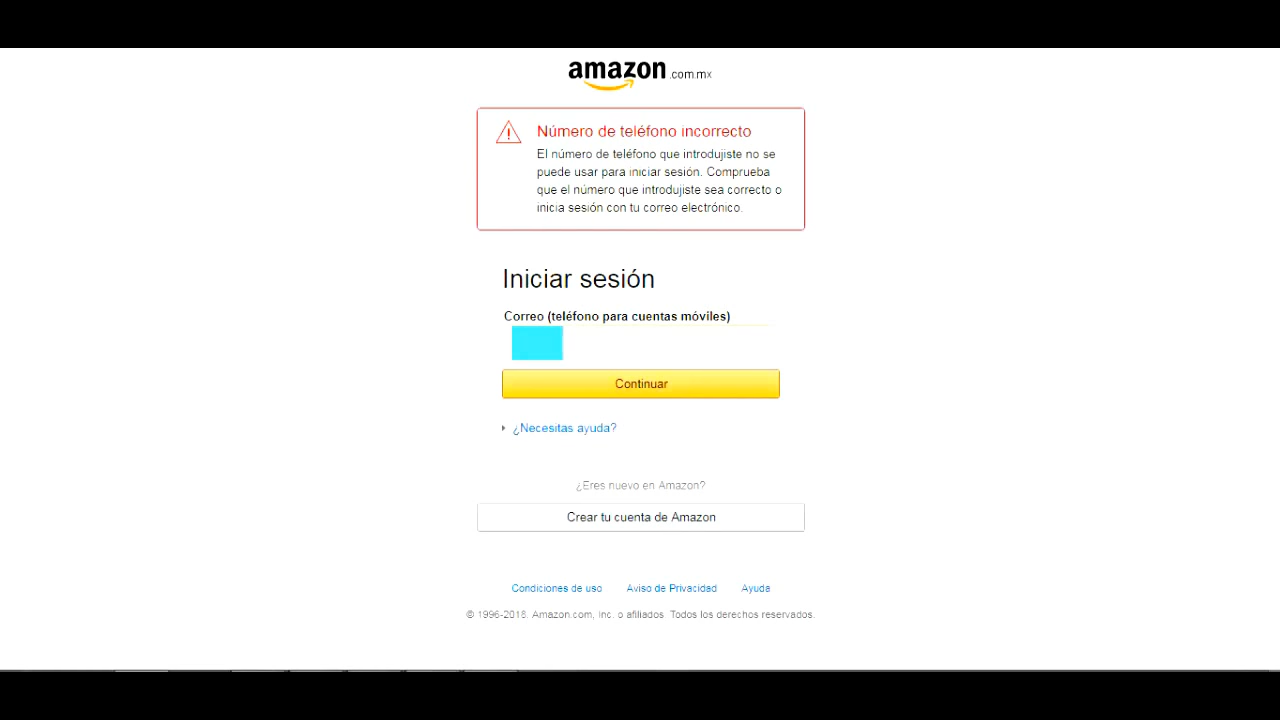 amazon.com.mx
Número de teléfono incorrecto
El número de teléfono que introdujiste no se
puede usar para iniciar sesión. Comprueba
que el número que introdujiste sea correcto o
inicia sesión con tu correo electrónico.
Iniciar sesión
Correo (teléfono para cuentas móviles)
Continuar
¿Necesitas ayuda?
¿Eres nuevo en Amazon?
Crear tu cuenta de Amazon
Condiciones de uso Aviso de Privacidad Ayuda
© 1996-2016, Amazon.com, Inc. o afiliados. Todos los derechos reservados.